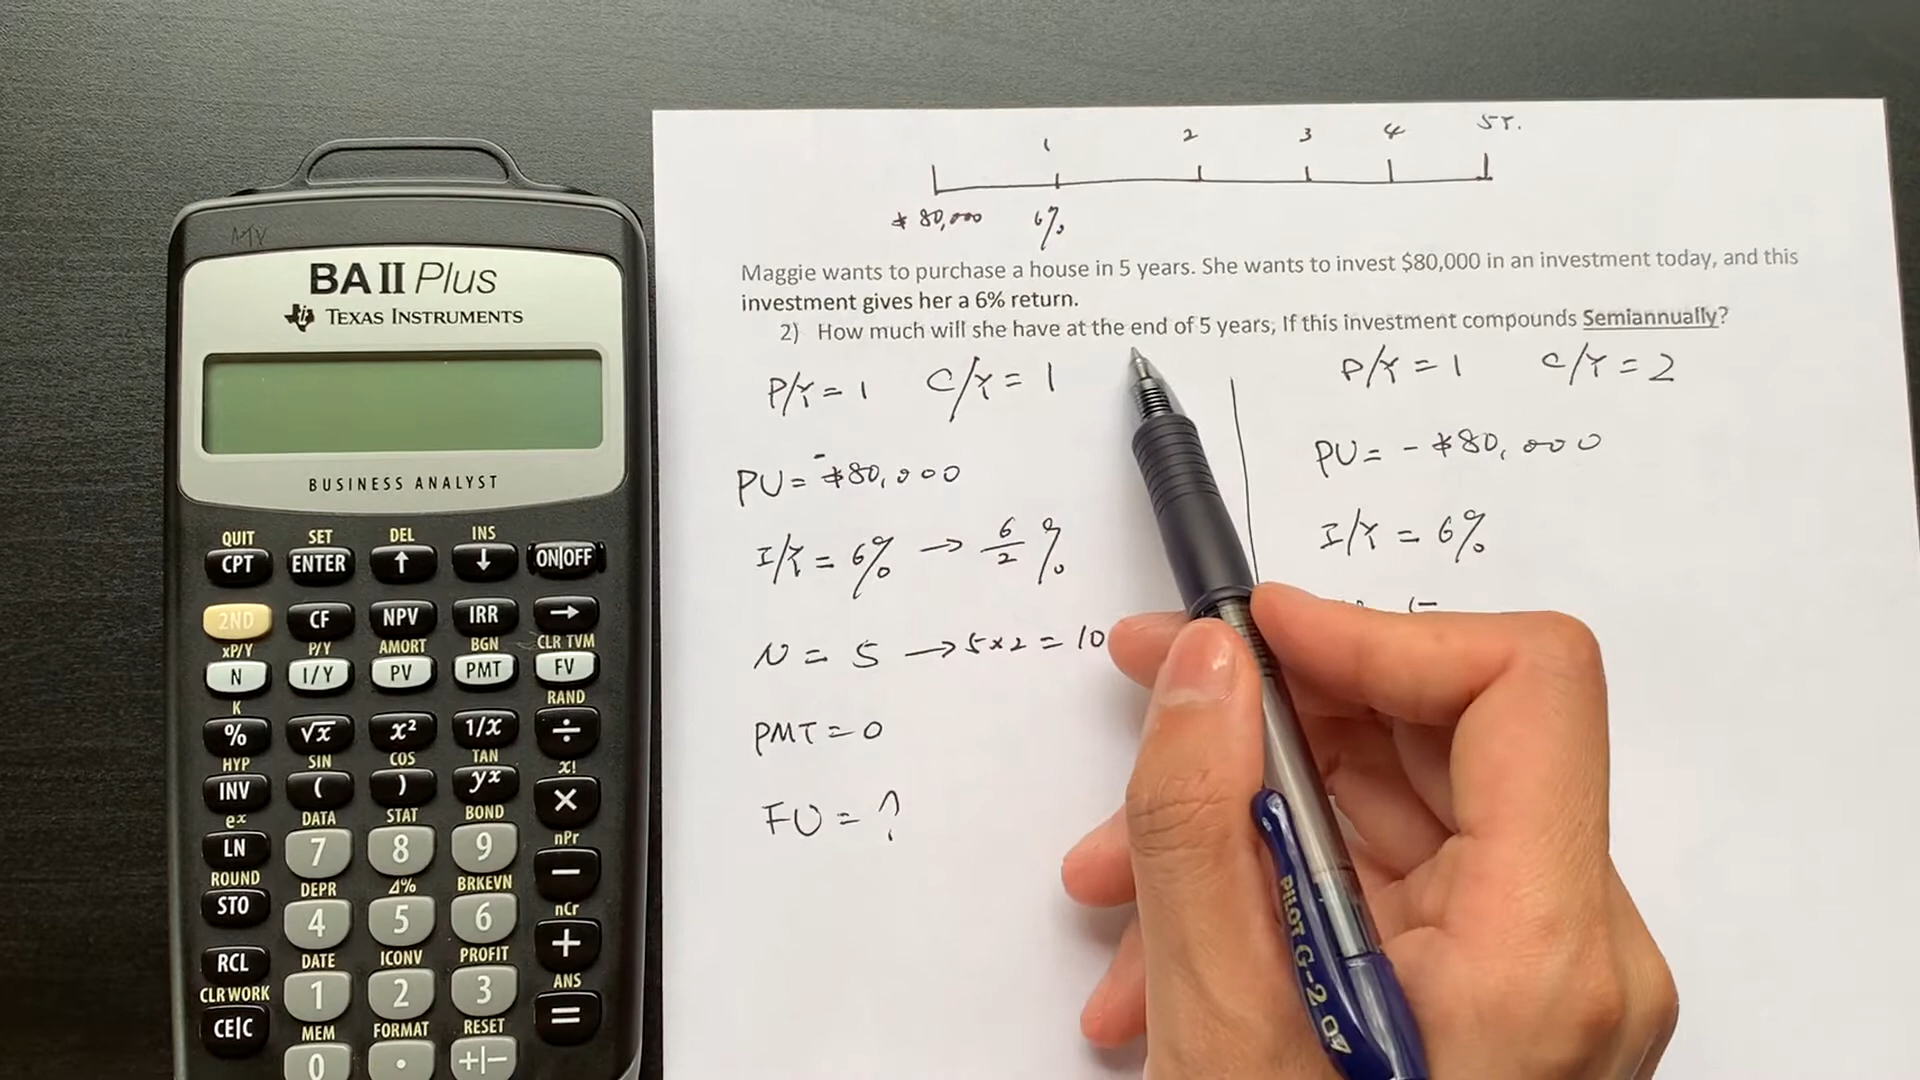 1 2 3 4 5Y.
$80,000 6%
Maggie wants to purchase a house in 5 years. She wants to invest $80,000 in an investment today, and this
investment gives her a 6% return.
2) How much will she have at the end of 5 years, If this investment compounds Semiannually?
P/Y = 1 C/Y = 1
PV = -$80,000
I/Y = 6% → 6/2 %
N = 5 → 5×2 = 10
PMT = 0
FV = ?
P/Y = 1 C/Y = 2
PV = - $80,000
I/Y = 6%
BA II Plus
TEXAS INSTRUMENTS
BUSINESS ANALYST
QUIT SET DEL INS
CPT ENTER ↑ ↓ ON|OFF
2ND CF NPV IRR →
xP/Y P/Y AMORT BGN CLR TVM
N I/Y PV PMT FV
K RAND
% √x x² 1/x ÷
HYP SIN COS TAN x!
INV ( ) yx ×
ex DATA STAT BOND nPr
LN 7 8 9 −
ROUND DEPR Δ% BRKEVN nCr
STO 4 5 6 +
RCL DATE ICONV PROFIT ANS
CLR WORK 1 2 3 =
CE|C MEM FORMAT RESET
0 . +|−
PILOT G-2 07